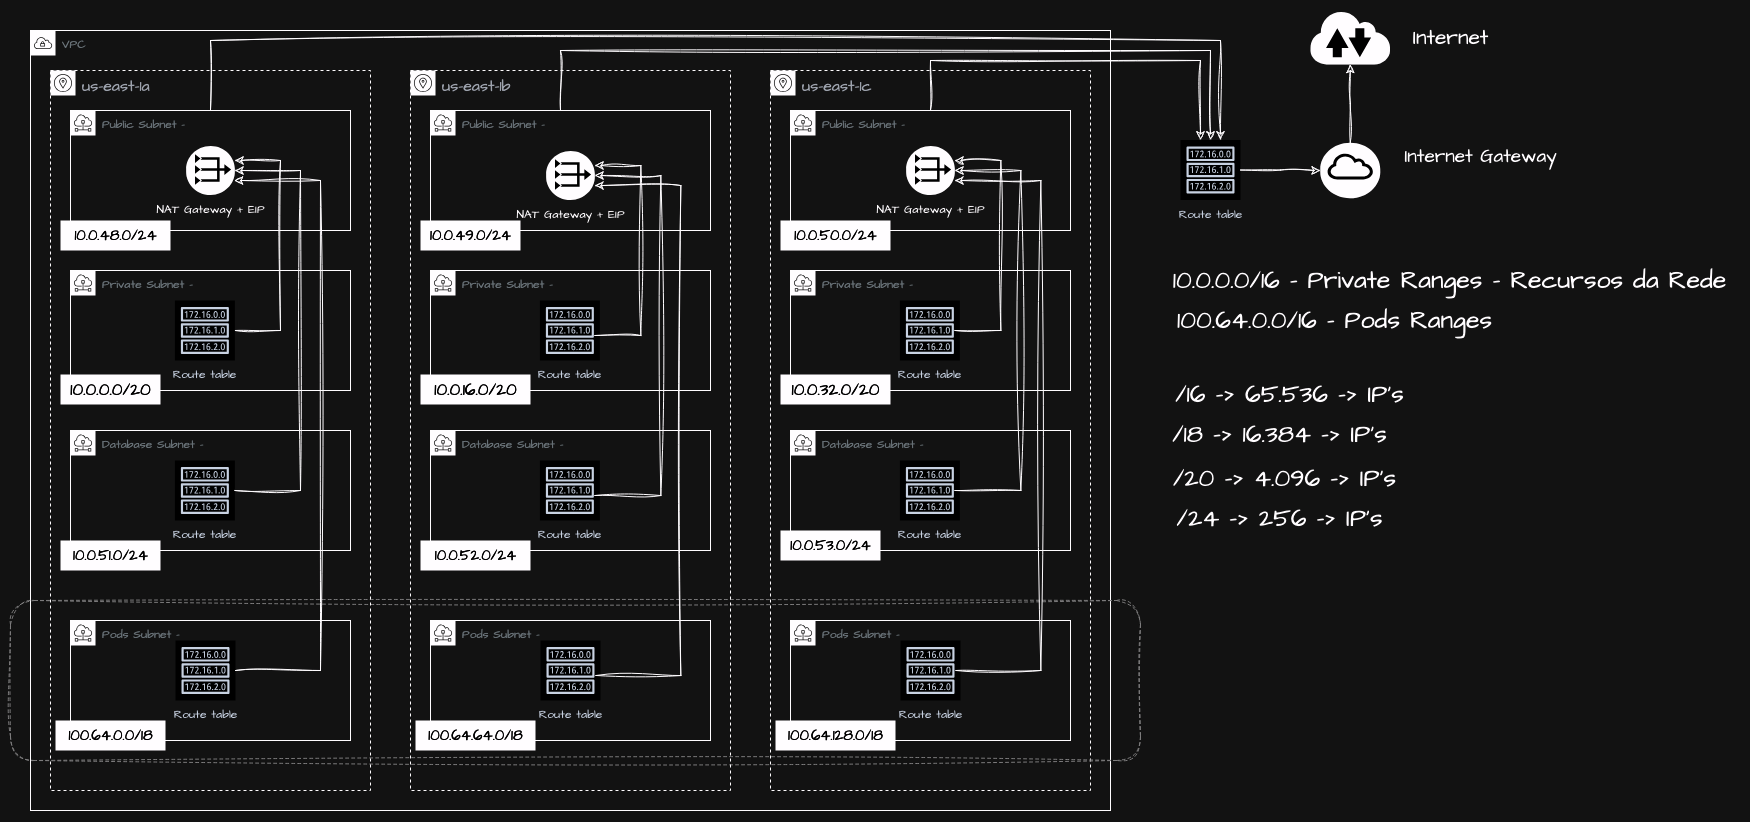 VPC
us-east-1a
Public Subnet -
NAT Gateway + EIP
10.0.48.0/24
Private Subnet -
172.16.0.0
172.16.1.0
172.16.2.0
Route table
10.0.0.0/20
Database Subnet -
172.16.0.0
172.16.1.0
172.16.2.0
Route table
10.0.51.0/24
Pods Subnet -
172.16.0.0
172.16.1.0
172.16.2.0
Route table
100.64.0.0/18
us-east-1b
Public Subnet -
NAT Gateway + EIP
10.0.49.0/24
Private Subnet -
172.16.0.0
172.16.1.0
172.16.2.0
Route table
10.0.16.0/20
Database Subnet -
172.16.0.0
172.16.1.0
172.16.2.0
Route table
10.0.52.0/24
Pods Subnet -
172.16.0.0
172.16.1.0
172.16.2.0
Route table
100.64.64.0/18
us-east-1c
Public Subnet -
NAT Gateway + EIP
10.0.50.0/24
Private Subnet -
172.16.0.0
172.16.1.0
172.16.2.0
Route table
10.0.32.0/20
Database Subnet -
172.16.0.0
172.16.1.0
172.16.2.0
Route table
10.0.53.0/24
Pods Subnet -
172.16.0.0
172.16.1.0
172.16.2.0
Route table
100.64.128.0/18
Internet
172.16.0.0
172.16.1.0
172.16.2.0
Route table
Internet Gateway
10.0.0.0/16 - Private Ranges - Recursos da Rede
100.64.0.0/16 - Pods Ranges
/16 -> 65.536 -> IP's
/18 -> 16.384 -> IP's
/20 -> 4.096 -> IP's
/24 -> 256 -> IP's